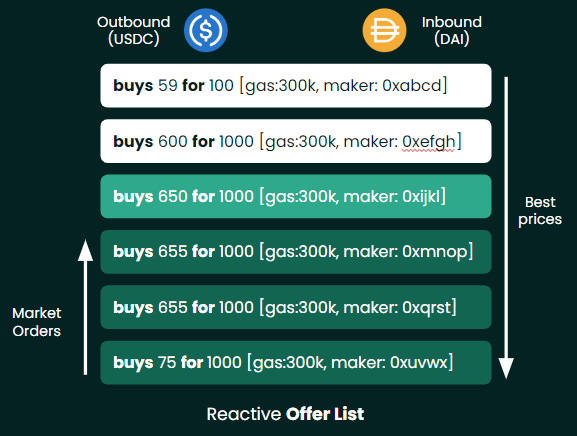 Outbound
(USDC)
Inbound
(DAI)
buys 59 for 100 [gas:300k, maker: 0xabcd]
buys 600 for 1000 [gas:300k, maker: 0xefgh]
buys 650 for 1000 [gas:300k, maker: 0xijkl]
buys 655 for 1000 [gas:300k, maker: 0xmnop]
buys 655 for 1000 [gas:300k, maker: 0xqrst]
buys 75 for 1000 [gas:300k, maker: 0xuvwx]
Best
prices
Market
Orders
Reactive Offer List